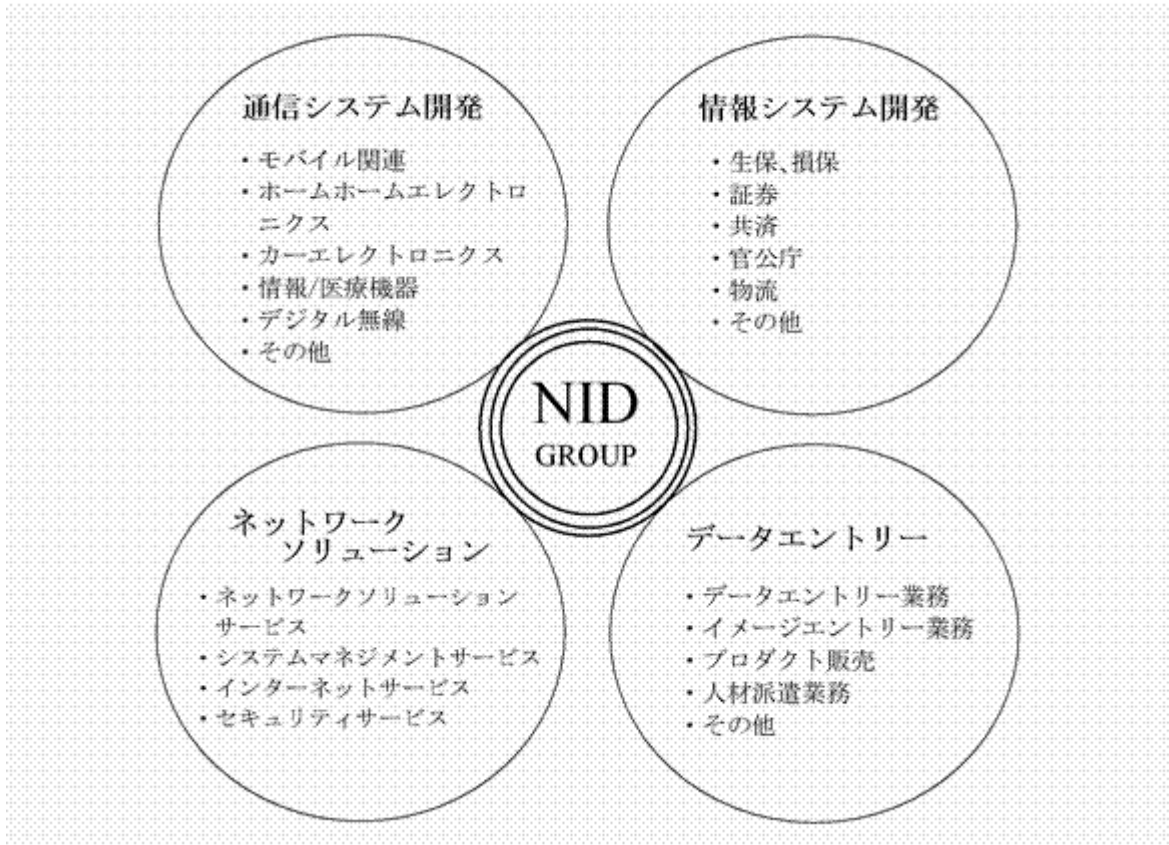 通信システム開発
・モバイル関連
・ホームホームエレクトロ
ニクス
・カーエレクトロニクス
・情報/医療機器
・デジタル無線
・その他
情報システム開発
・生保、損保
・証券
・共済
・官公庁
・物流
・その他
NID
GROUP
ネットワーク
ソリューション
・ネットワークソリューション
サービス
・システムマネジメントサービス
・インターネットサービス
・セキュリティサービス
データエントリー
・データエントリー業務
・イメージエントリー業務
・プロダクト販売
・人材派遣業務
・その他